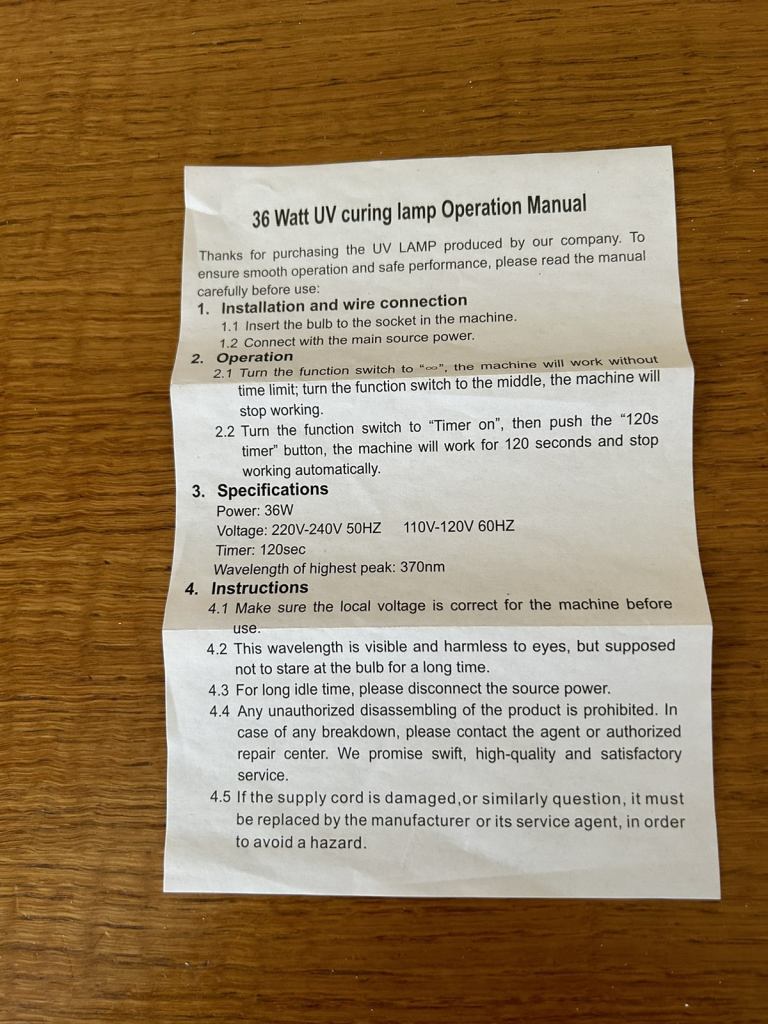 36 Watt UV curing lamp Operation Manual
Thanks for purchasing the UV LAMP produced by our company. To
ensure smooth operation and safe performance, please read the manual
carefully before use:
1. Installation and wire connection
1.1 Insert the bulb to the socket in the machine.
1.2 Connect with the main source power.
2. Operation
2.1 Turn the function switch to “∞”, the machine will work without
time limit; turn the function switch to the middle, the machine will
stop working.
2.2 Turn the function switch to “Timer on”, then push the “120s
timer” button, the machine will work for 120 seconds and stop
working automatically.
3. Specifications
Power: 36W
Voltage: 220V-240V 50HZ 110V-120V 60HZ
Timer: 120sec
Wavelength of highest peak: 370nm
4. Instructions
4.1 Make sure the local voltage is correct for the machine before
use.
4.2 This wavelength is visible and harmless to eyes, but supposed
not to stare at the bulb for a long time.
4.3 For long idle time, please disconnect the source power.
4.4 Any unauthorized disassembling of the product is prohibited. In
case of any breakdown, please contact the agent or authorized
repair center. We promise swift, high-quality and satisfactory
service.
4.5 If the supply cord is damaged,or similarly question, it must
be replaced by the manufacturer or its service agent, in order
to avoid a hazard.